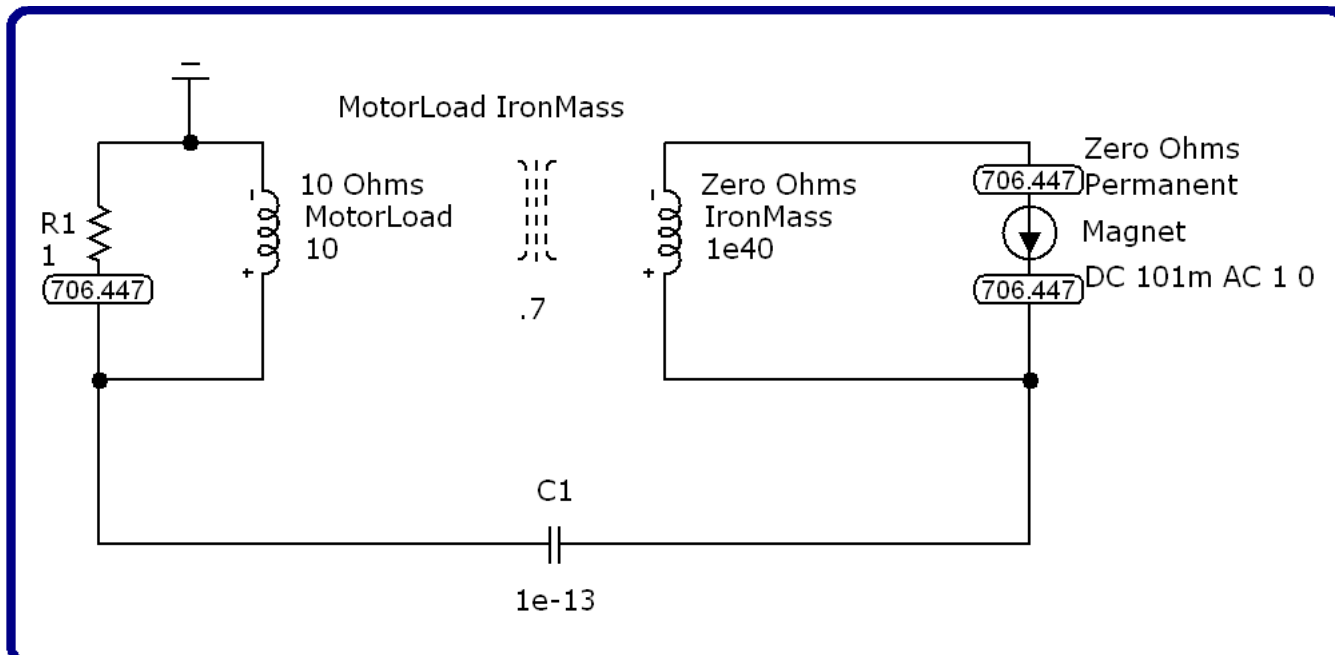 MotorLoad IronMass
10 Ohms
MotorLoad
10
R1
1
706.447
.7
Zero Ohms
IronMass
1e40
Zero Ohms
Permanent
706.447
Magnet
DC 101m AC 1 0
706.447
C1
1e-13